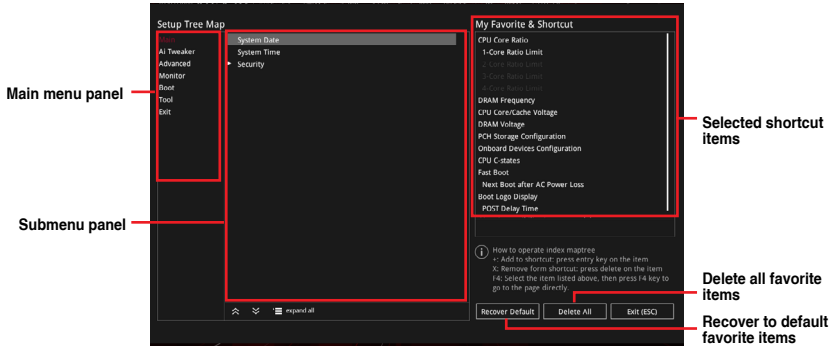 Setup Tree Map
My Favorite & Shortcut
Main
Ai Tweaker
Advanced
Monitor
Boot
Tool
Exit
System Date
System Time
Security
CPU Core Ratio
1-Core Ratio Limit
2-Core Ratio Limit
3-Core Ratio Limit
4-Core Ratio Limit
DRAM Frequency
CPU Core/Cache Voltage
DRAM Voltage
PCH Storage Configuration
Onboard Devices Configuration
CPU C-states
Fast Boot
Next Boot after AC Power Loss
Boot Logo Display
POST Delay Time
How to operate index maptree
+: Add to shortcut: press entry key on the item
X: Remove form shortcut: press delete on the item
F4: Select the item listed above, then press F4 key to
go to the page directly.
expand all
Recover Default
Delete All
Exit (ESC)
Main menu panel
Submenu panel
Selected shortcut
items
Delete all favorite
items
Recover to default
favorite items